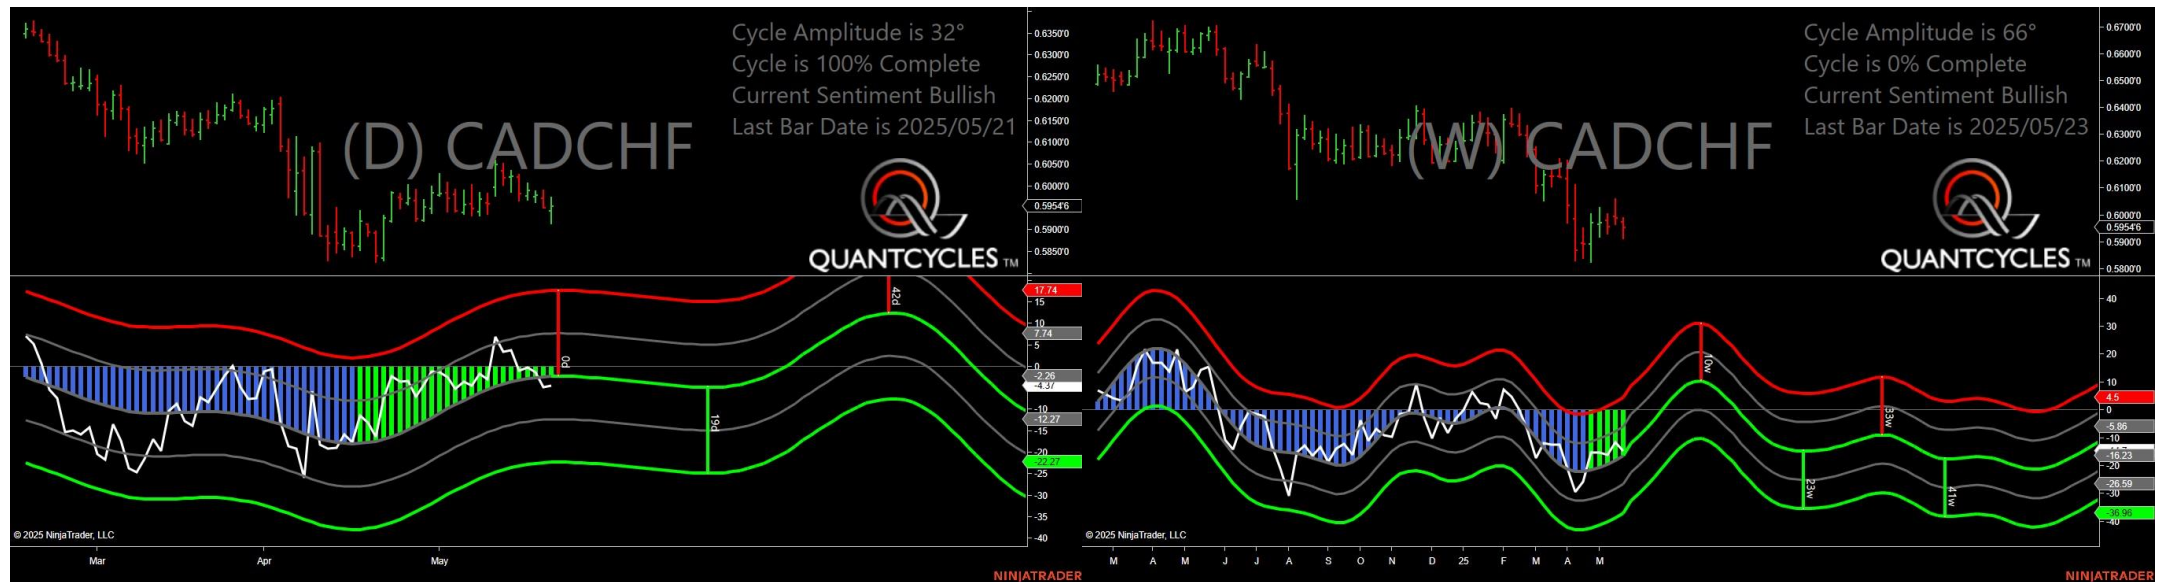 Cycle Amplitude is 32°
Cycle is 100% Complete
Current Sentiment Bullish
Last Bar Date is 2025/05/21
(D) CADCHF
QUANTCYCLES TM
0.6350'0
0.6300'0
0.6250'0
0.6200'0
0.6150'0
0.6100'0
0.6050'0
0.6000'0
0.5954'6
0.5900'0
0.5850'0
17.74
15
10
7.74
5
0
-2.26
-4.37
-10
-12.27
-15
-20
-22.27
-25
-30
-35
-40
0d
19d
42d
© 2025 NinjaTrader, LLC
Mar Apr May
NINJATRADER
Cycle Amplitude is 66°
Cycle is 0% Complete
Current Sentiment Bullish
Last Bar Date is 2025/05/23
(W) CADCHF
QUANTCYCLES TM
0.6700'0
0.6600'0
0.6500'0
0.6400'0
0.6300'0
0.6200'0
0.6100'0
0.6000'0
0.5954'6
0.5900'0
0.5800'0
40
30
20
10
4.5
0
-5.86
-10
-16.23
-20
-26.59
-30
-36.96
-40
10w
23w
33w
41w
© 2025 NinjaTrader, LLC
M A M J J A S O N D 25 F M A M
NINJATRADER